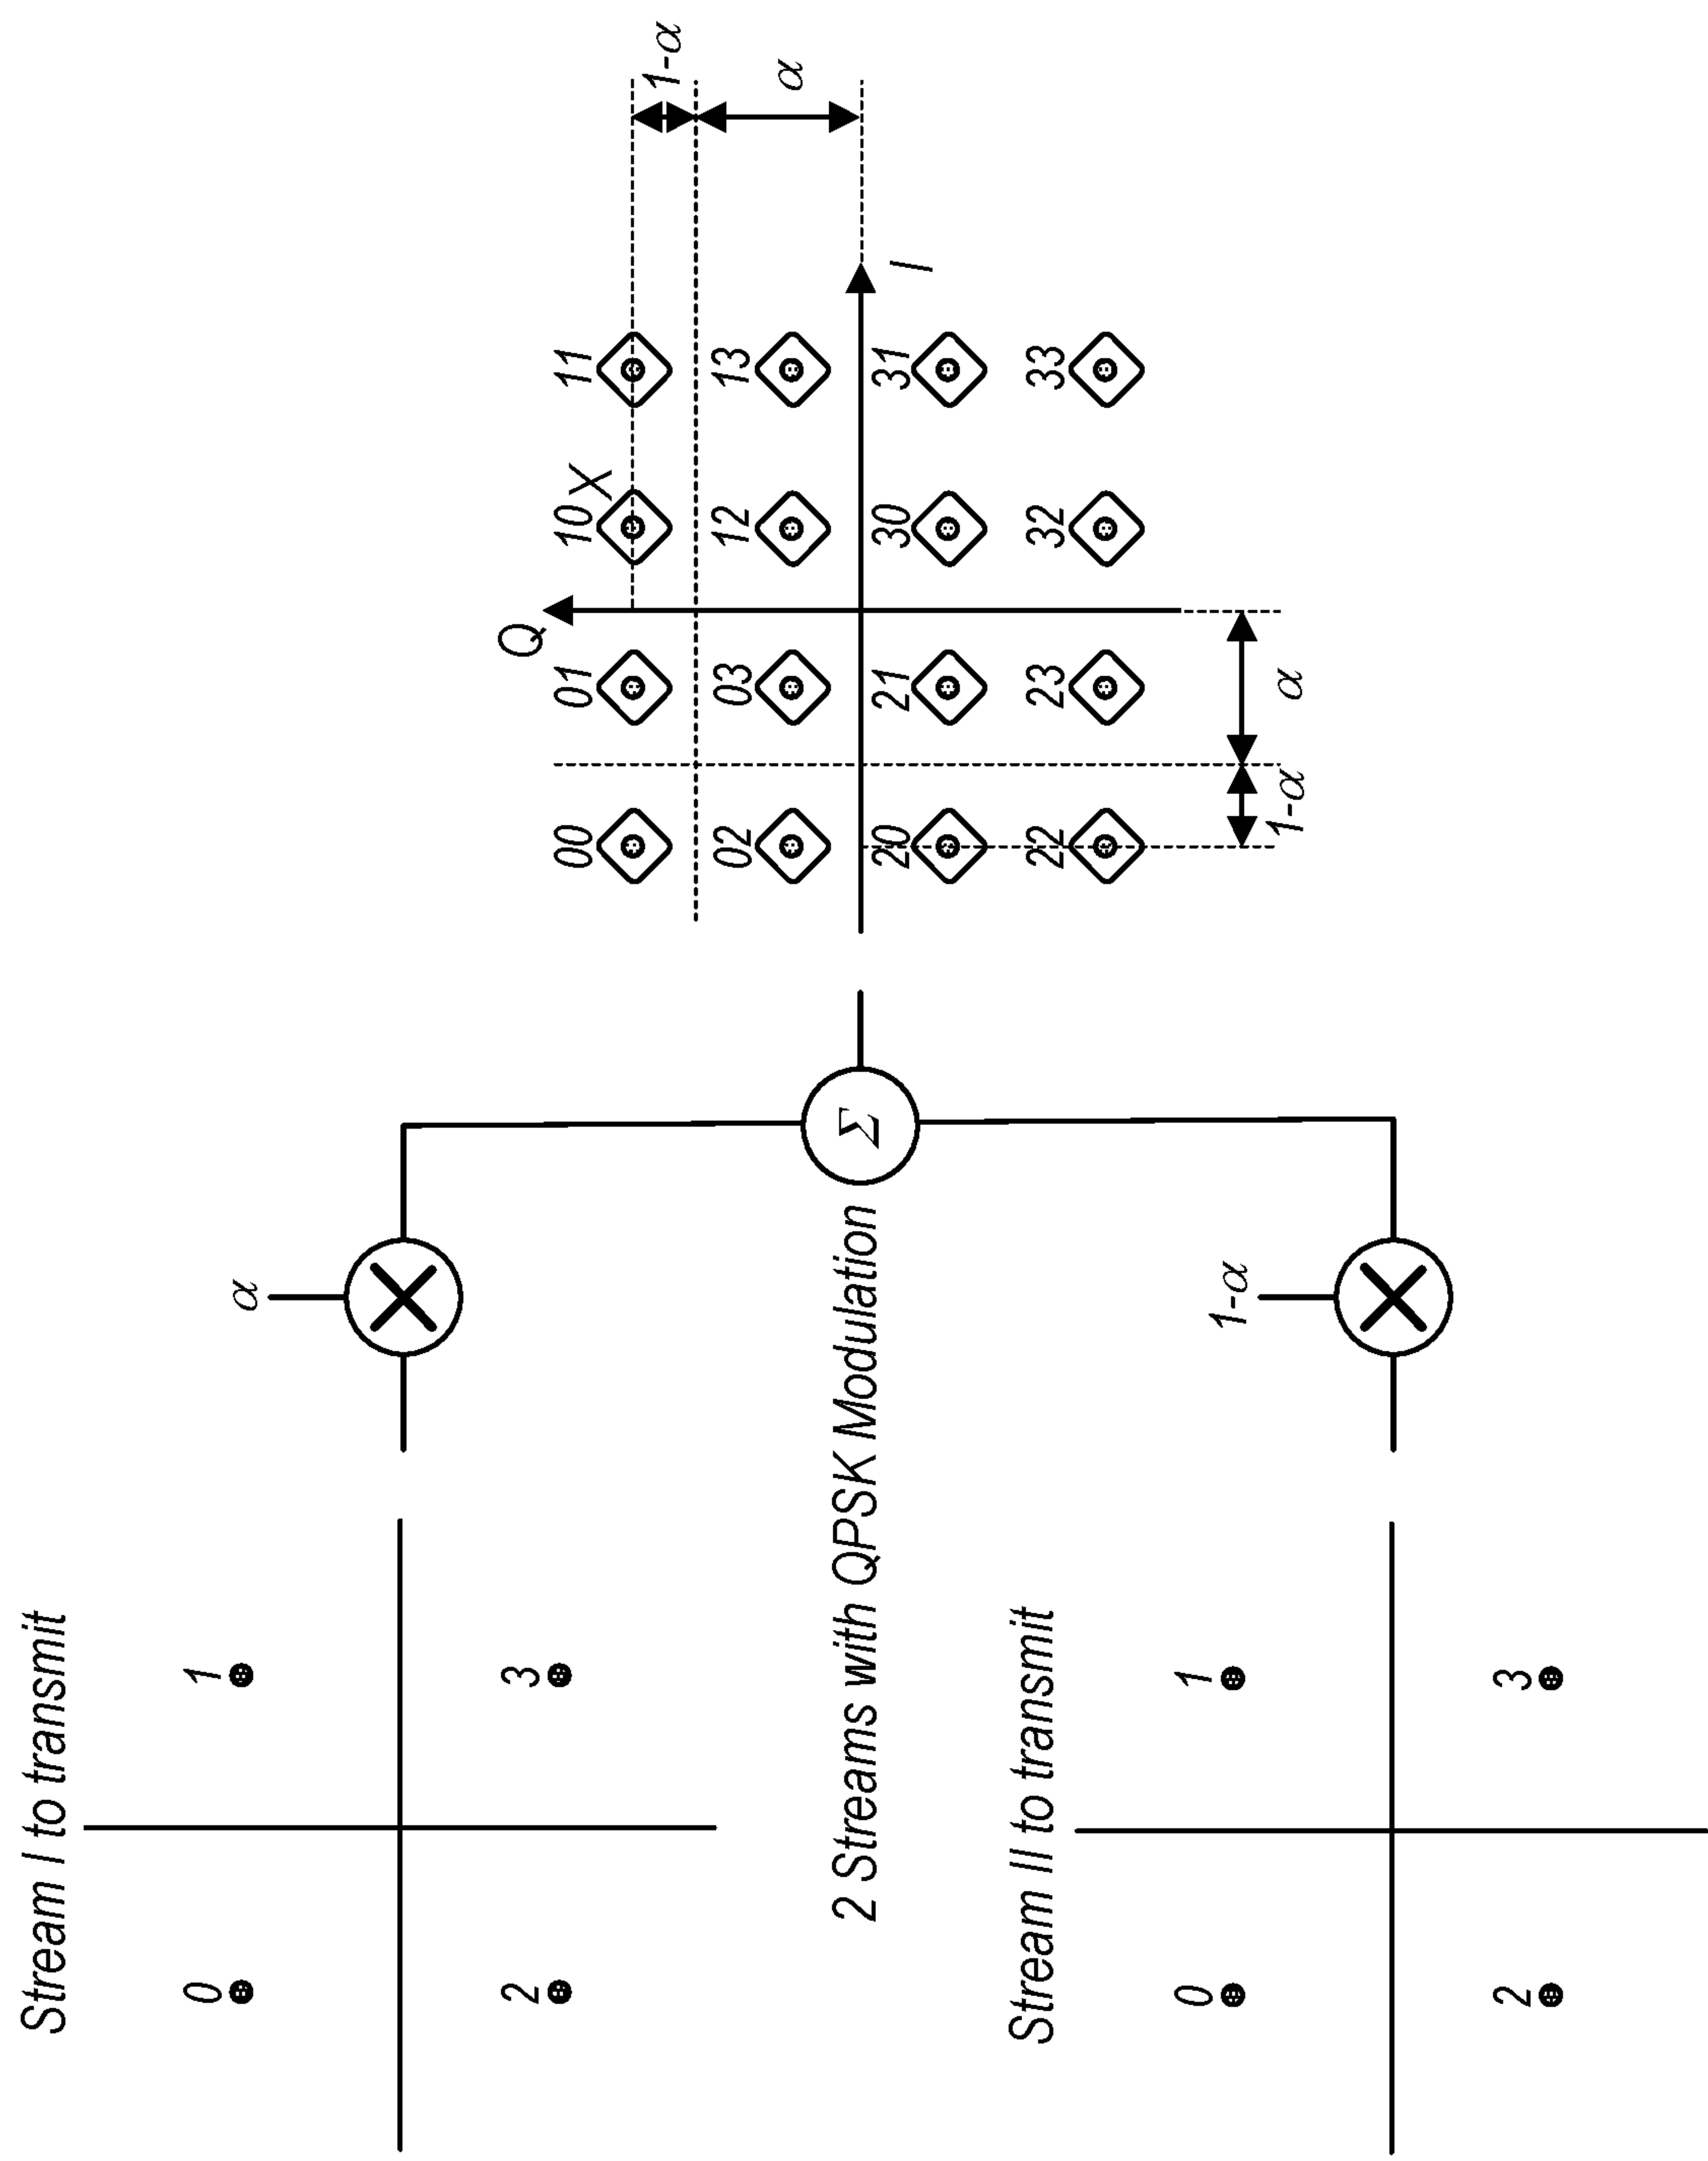 Stream I to transmit
0 1
2 3
α
2 Streams with QPSK Modulation
Σ
Stream II to transmit
0 1
2 3
1-α
Q
00 01 10 11
X
1-α
02 03 12 13
α
20 21 30 31
I
22 23 32 33
1-α α